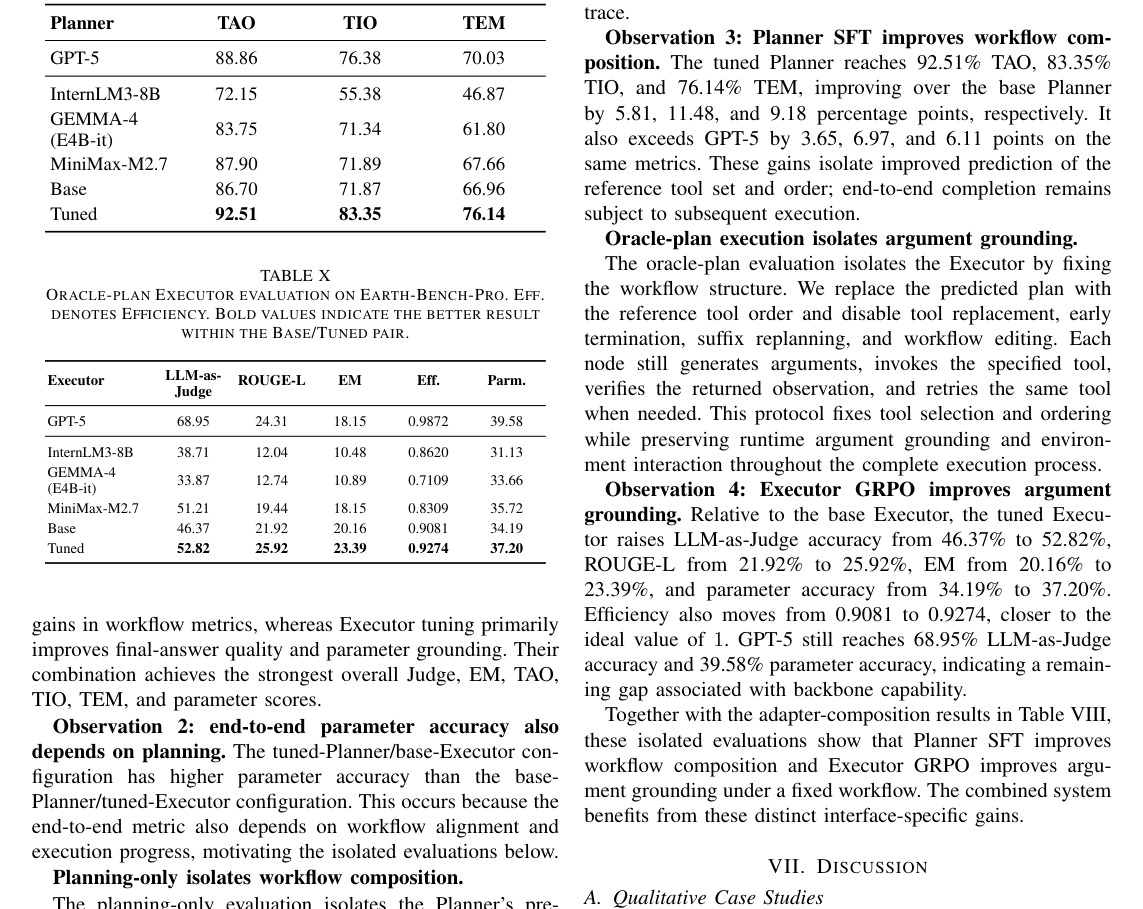 Planner TAO TIO TEM
GPT-5 88.86 76.38 70.03
InternLM3-8B 72.15 55.38 46.87
GEMMA-4
(E4B-it) 83.75 71.34 61.80
MiniMax-M2.7 87.90 71.89 67.66
Base 86.70 71.87 66.96
Tuned 92.51 83.35 76.14
TABLE X
ORACLE-PLAN EXECUTOR EVALUATION ON EARTH-BENCH-PRO. EFF.
DENOTES EFFICIENCY. BOLD VALUES INDICATE THE BETTER RESULT
WITHIN THE BASE/TUNED PAIR.
Executor LLM-as-
Judge ROUGE-L EM Eff. Parm.
GPT-5 68.95 24.31 18.15 0.9872 39.58
InternLM3-8B 38.71 12.04 10.48 0.8620 31.13
GEMMA-4
(E4B-it) 33.87 12.74 10.89 0.7109 33.66
MiniMax-M2.7 51.21 19.44 18.15 0.8309 35.72
Base 46.37 21.92 20.16 0.9081 34.19
Tuned 52.82 25.92 23.39 0.9274 37.20
gains in workflow metrics, whereas Executor tuning primarily
improves final-answer quality and parameter grounding. Their
combination achieves the strongest overall Judge, EM, TAO,
TIO, TEM, and parameter scores.
Observation 2: end-to-end parameter accuracy also
depends on planning. The tuned-Planner/base-Executor con-
figuration has higher parameter accuracy than the base-
Planner/tuned-Executor configuration. This occurs because the
end-to-end metric also depends on workflow alignment and
execution progress, motivating the isolated evaluations below.
Planning-only isolates workflow composition.
The planning-only evaluation isolates the Planner's pre-
trace.
Observation 3: Planner SFT improves workflow com-
position. The tuned Planner reaches 92.51% TAO, 83.35%
TIO, and 76.14% TEM, improving over the base Planner
by 5.81, 11.48, and 9.18 percentage points, respectively. It
also exceeds GPT-5 by 3.65, 6.97, and 6.11 points on the
same metrics. These gains isolate improved prediction of the
reference tool set and order; end-to-end completion remains
subject to subsequent execution.
Oracle-plan execution isolates argument grounding.
The oracle-plan evaluation isolates the Executor by fixing
the workflow structure. We replace the predicted plan with
the reference tool order and disable tool replacement, early
termination, suffix replanning, and workflow editing. Each
node still generates arguments, invokes the specified tool,
verifies the returned observation, and retries the same tool
when needed. This protocol fixes tool selection and ordering
while preserving runtime argument grounding and environ-
ment interaction throughout the complete execution process.
Observation 4: Executor GRPO improves argument
grounding. Relative to the base Executor, the tuned Execu-
tor raises LLM-as-Judge accuracy from 46.37% to 52.82%,
ROUGE-L from 21.92% to 25.92%, EM from 20.16% to
23.39%, and parameter accuracy from 34.19% to 37.20%.
Efficiency also moves from 0.9081 to 0.9274, closer to the
ideal value of 1. GPT-5 still reaches 68.95% LLM-as-Judge
accuracy and 39.58% parameter accuracy, indicating a remain-
ing gap associated with backbone capability.
Together with the adapter-composition results in Table VIII,
these isolated evaluations show that Planner SFT improves
workflow composition and Executor GRPO improves argu-
ment grounding under a fixed workflow. The combined system
benefits from these distinct interface-specific gains.
VII. DISCUSSION
A. Qualitative Case Studies